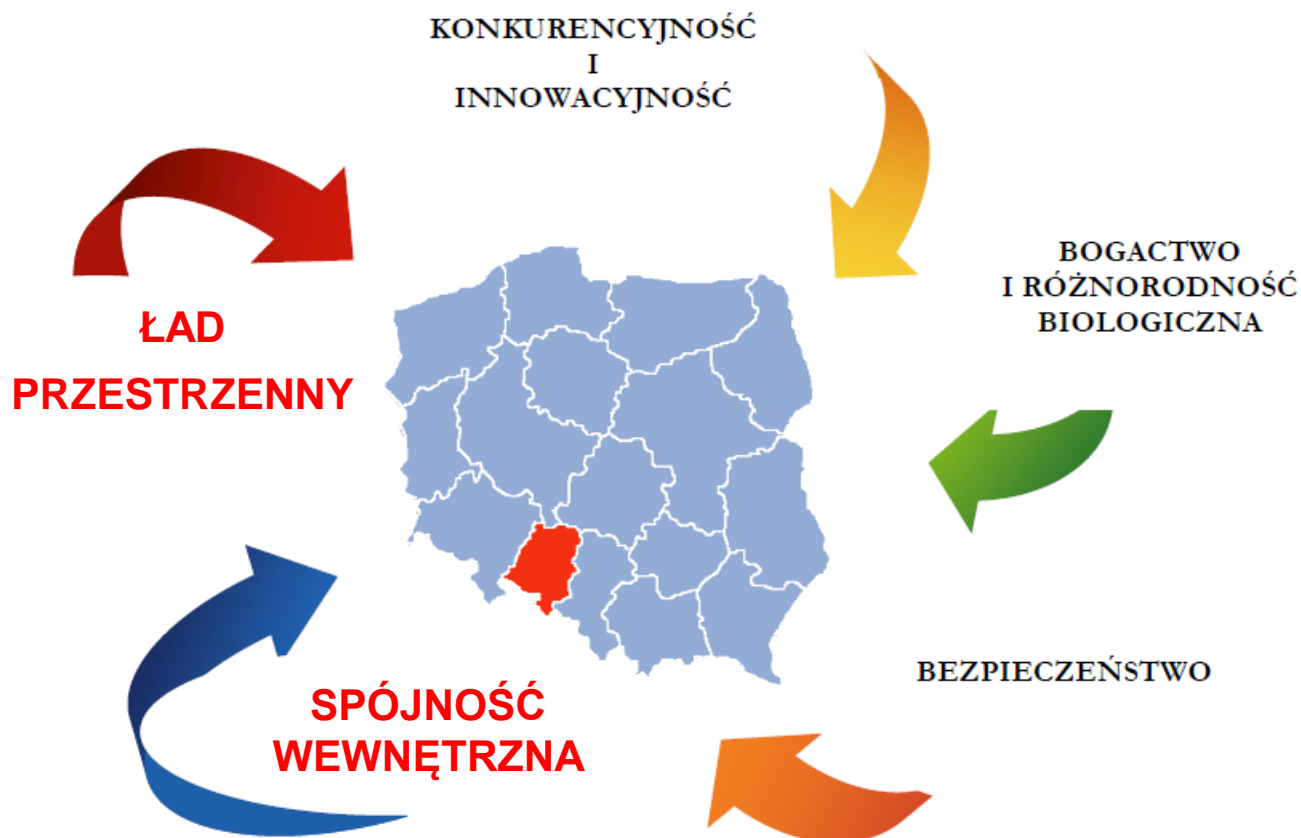 KONKURENCYJNOŚĆ
I
INNOWACYJNOŚĆ
BOGACTWO
I RÓŻNORODNOŚĆ
BIOLOGICZNA
ŁAD
PRZESTRZENNY
BEZPIECZEŃSTWO
SPÓJNOŚĆ
WEWNĘTRZNA